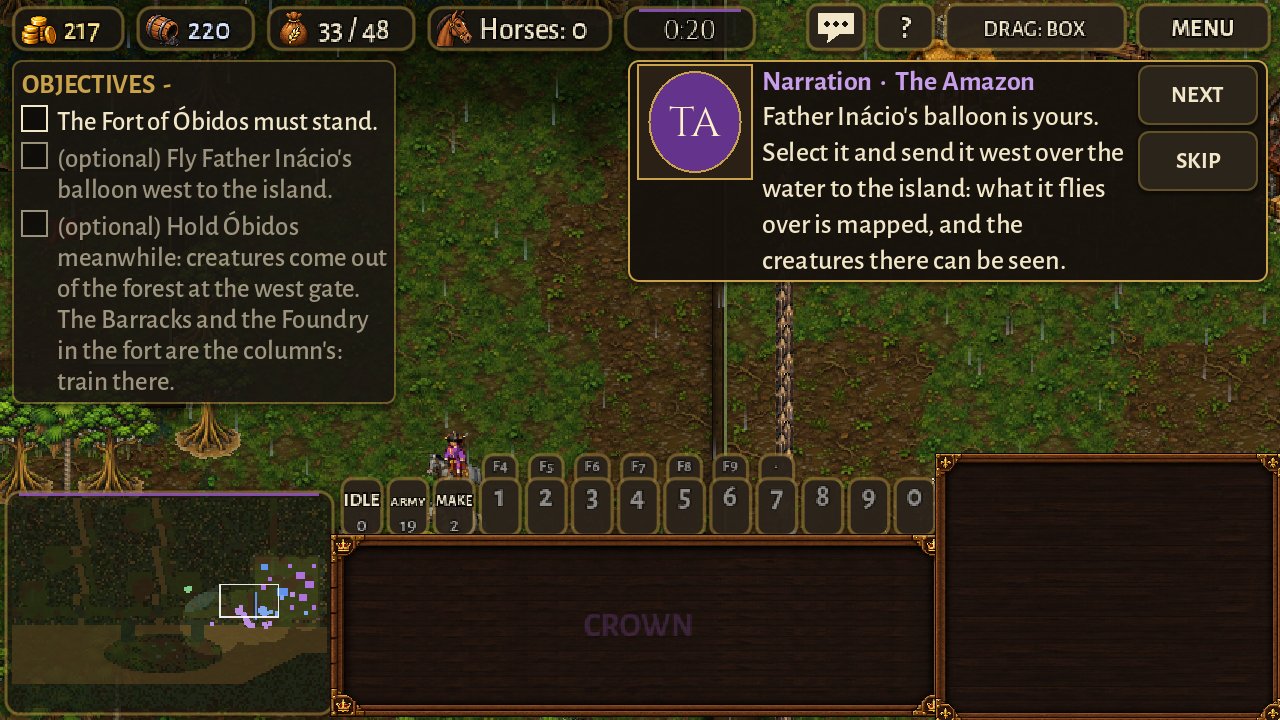 217
220
33 / 48
Horses: 0
0:20
?
DRAG: BOX
MENU
OBJECTIVES -
The Fort of Óbidos must stand.
(optional) Fly Father Inácio's
balloon west to the island.
(optional) Hold Óbidos
meanwhile: creatures come out
of the forest at the west gate.
The Barracks and the Foundry
in the fort are the column's:
train there.
TA
Narration · The Amazon
Father Inácio's balloon is yours.
Select it and send it west over the
water to the island: what it flies
over is mapped, and the
creatures there can be seen.
NEXT
SKIP
F4 F5 F6 F7 F8 F9 ·
IDLE ARMY MAKE 1 2 3 4 5 6 7 8 9 0
0 19 2
CROWN